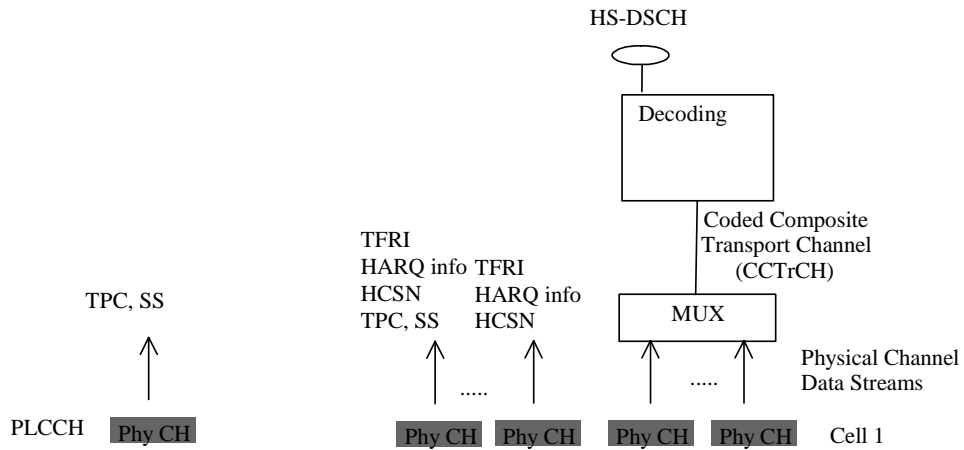 HS-DSCH
Decoding
Coded Composite
Transport Channel
(CCTrCH)
TFRI
HARQ info
HCSN
TPC, SS
TFRI
HARQ info
HCSN
TPC, SS
MUX
Physical Channel
Data Streams
.....
.....
PLCCH
Phy CH
Phy CH
Phy CH
Phy CH
Phy CH
Cell 1